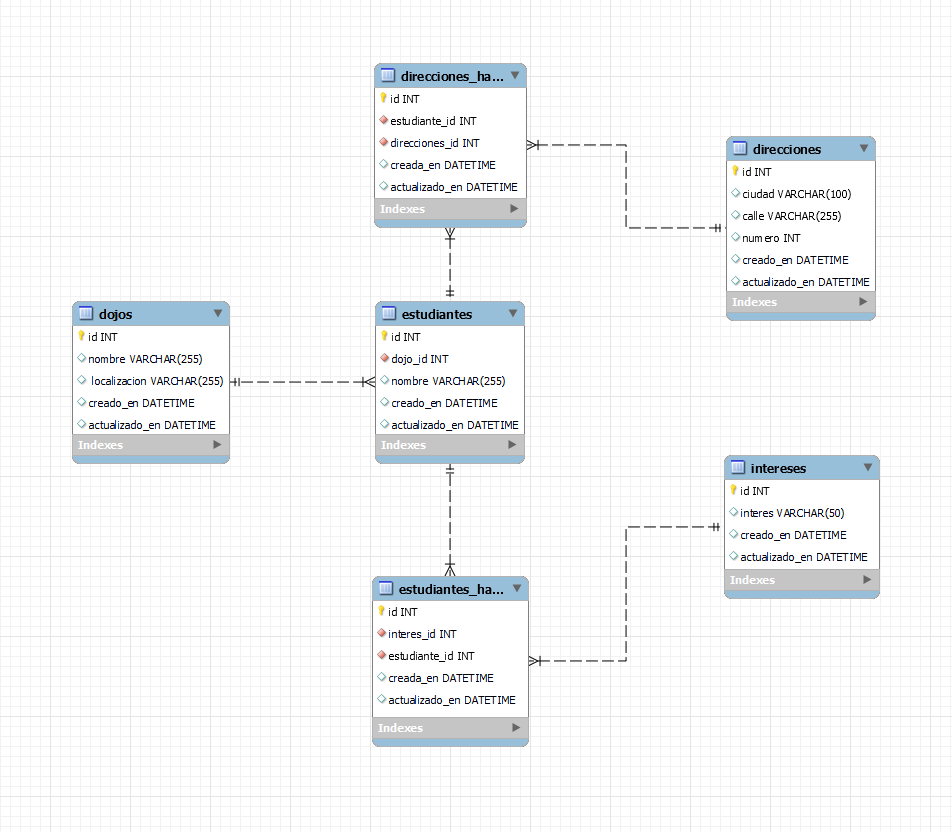 direcciones_ha...
id INT
estudiante_id INT
direcciones_id INT
creada_en DATETIME
actualizado_en DATETIME
Indexes
direcciones
id INT
ciudad VARCHAR(100)
calle VARCHAR(255)
numero INT
creado_en DATETIME
actualizado_en DATETIME
Indexes
dojos
id INT
nombre VARCHAR(255)
localizacion VARCHAR(255)
creado_en DATETIME
actualizado_en DATETIME
Indexes
estudiantes
id INT
dojo_id INT
nombre VARCHAR(255)
creado_en DATETIME
actualizado_en DATETIME
Indexes
intereses
id INT
interes VARCHAR(50)
creado_en DATETIME
actualizado_en DATETIME
Indexes
estudiantes_ha...
id INT
interes_id INT
estudiante_id INT
creada_en DATETIME
actualizado_en DATETIME
Indexes